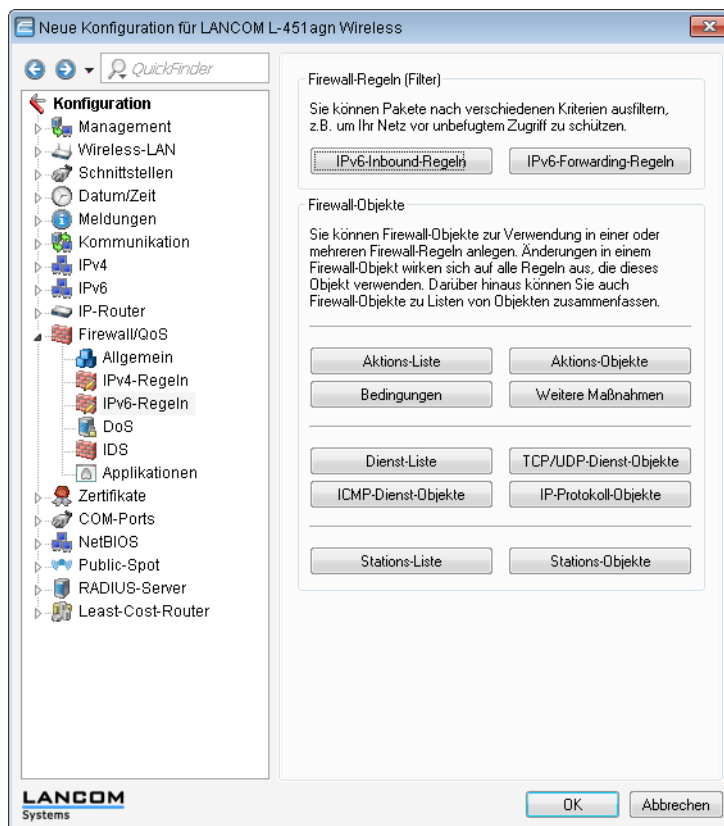 Neue Konfiguration für LANCOM L-451agn Wireless
QuickFinder
Konfiguration
Management
Wireless-LAN
Schnittstellen
Datum/Zeit
Meldungen
Kommunikation
IPv4
IPv6
IP-Router
Firewall/QoS
Allgemein
IPv4-Regeln
IPv6-Regeln
DoS
IDS
Applikationen
Zertifikate
COM-Ports
NetBIOS
Public-Spot
RADIUS-Server
Least-Cost-Router
Firewall-Regeln (Filter)
Sie können Pakete nach verschiedenen Kriterien ausfiltern,
z.B. um Ihr Netz vor unbefugtem Zugriff zu schützen.
IPv6-Inbound-Regeln IPv6-Forwarding-Regeln
Firewall-Objekte
Sie können Firewall-Objekte zur Verwendung in einer oder
mehreren Firewall-Regeln anlegen. Änderungen in einem
Firewall-Objekt wirken sich auf alle Regeln aus, die dieses
Objekt verwenden. Darüber hinaus können Sie auch
Firewall-Objekte zu Listen von Objekten zusammenfassen.
Aktions-Liste Aktions-Objekte
Bedingungen Weitere Maßnahmen
Dienst-Liste TCP/UDP-Dienst-Objekte
ICMP-Dienst-Objekte IP-Protokoll-Objekte
Stations-Liste Stations-Objekte
LANCOM
Systems
OK Abbrechen